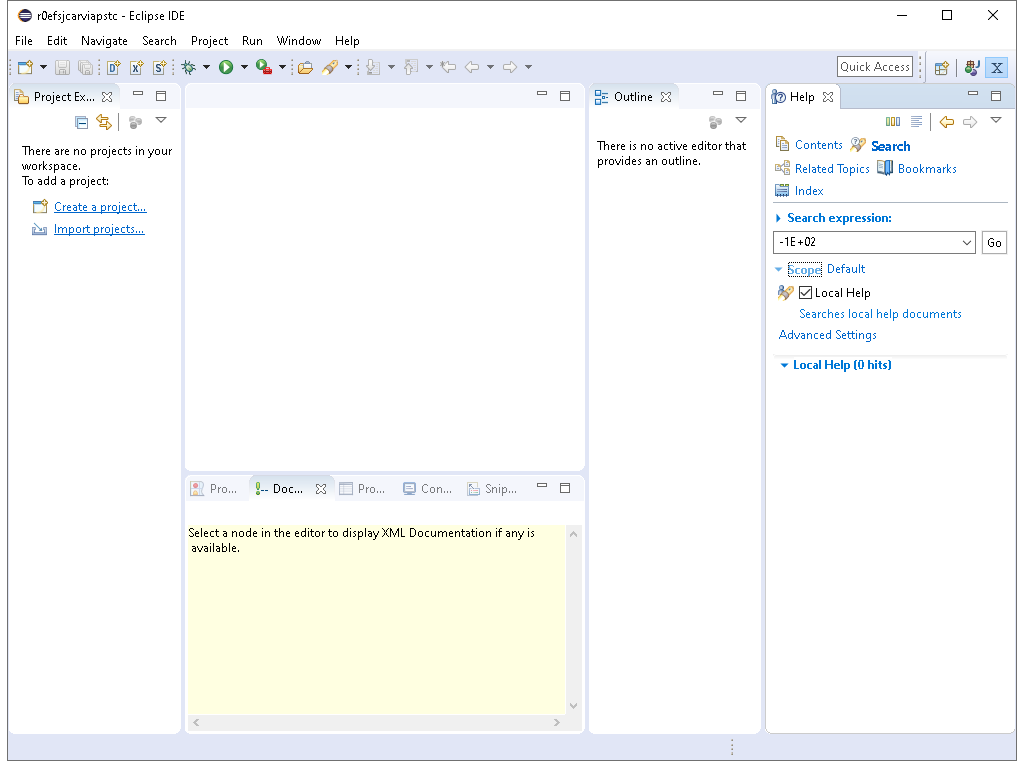 r0efsjcarviapstc - Eclipse IDE
File Edit Navigate Search Project Run Window Help
Quick Access
Project Ex...
There are no projects in your
workspace.
To add a project:
Create a project...
Import projects...
Outline
There is no active editor that
provides an outline.
Help
Contents Search
Related Topics Bookmarks
Index
Search expression:
-1E+02 Go
Scope Default
Local Help
Searches local help documents
Advanced Settings
Local Help (0 hits)
Pro... Doc... Pro... Con... Snip...
Select a node in the editor to display XML Documentation if any is
available.